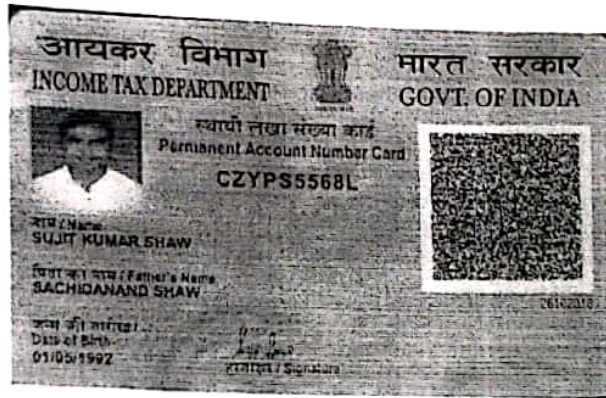 आयकर विभाग
INCOME TAX DEPARTMENT
भारत सरकार
GOVT. OF INDIA
स्थायी लेखा संख्या कार्ड
Permanent Account Number Card
CZYPS5568L
नाम / Name
SUJIT KUMAR SHAW
पिता का नाम / Father's Name
SACHIDANAND SHAW
26102018
जन्म की तारीख /
Date of Birth
01/05/1992
हस्ताक्षर / Signature